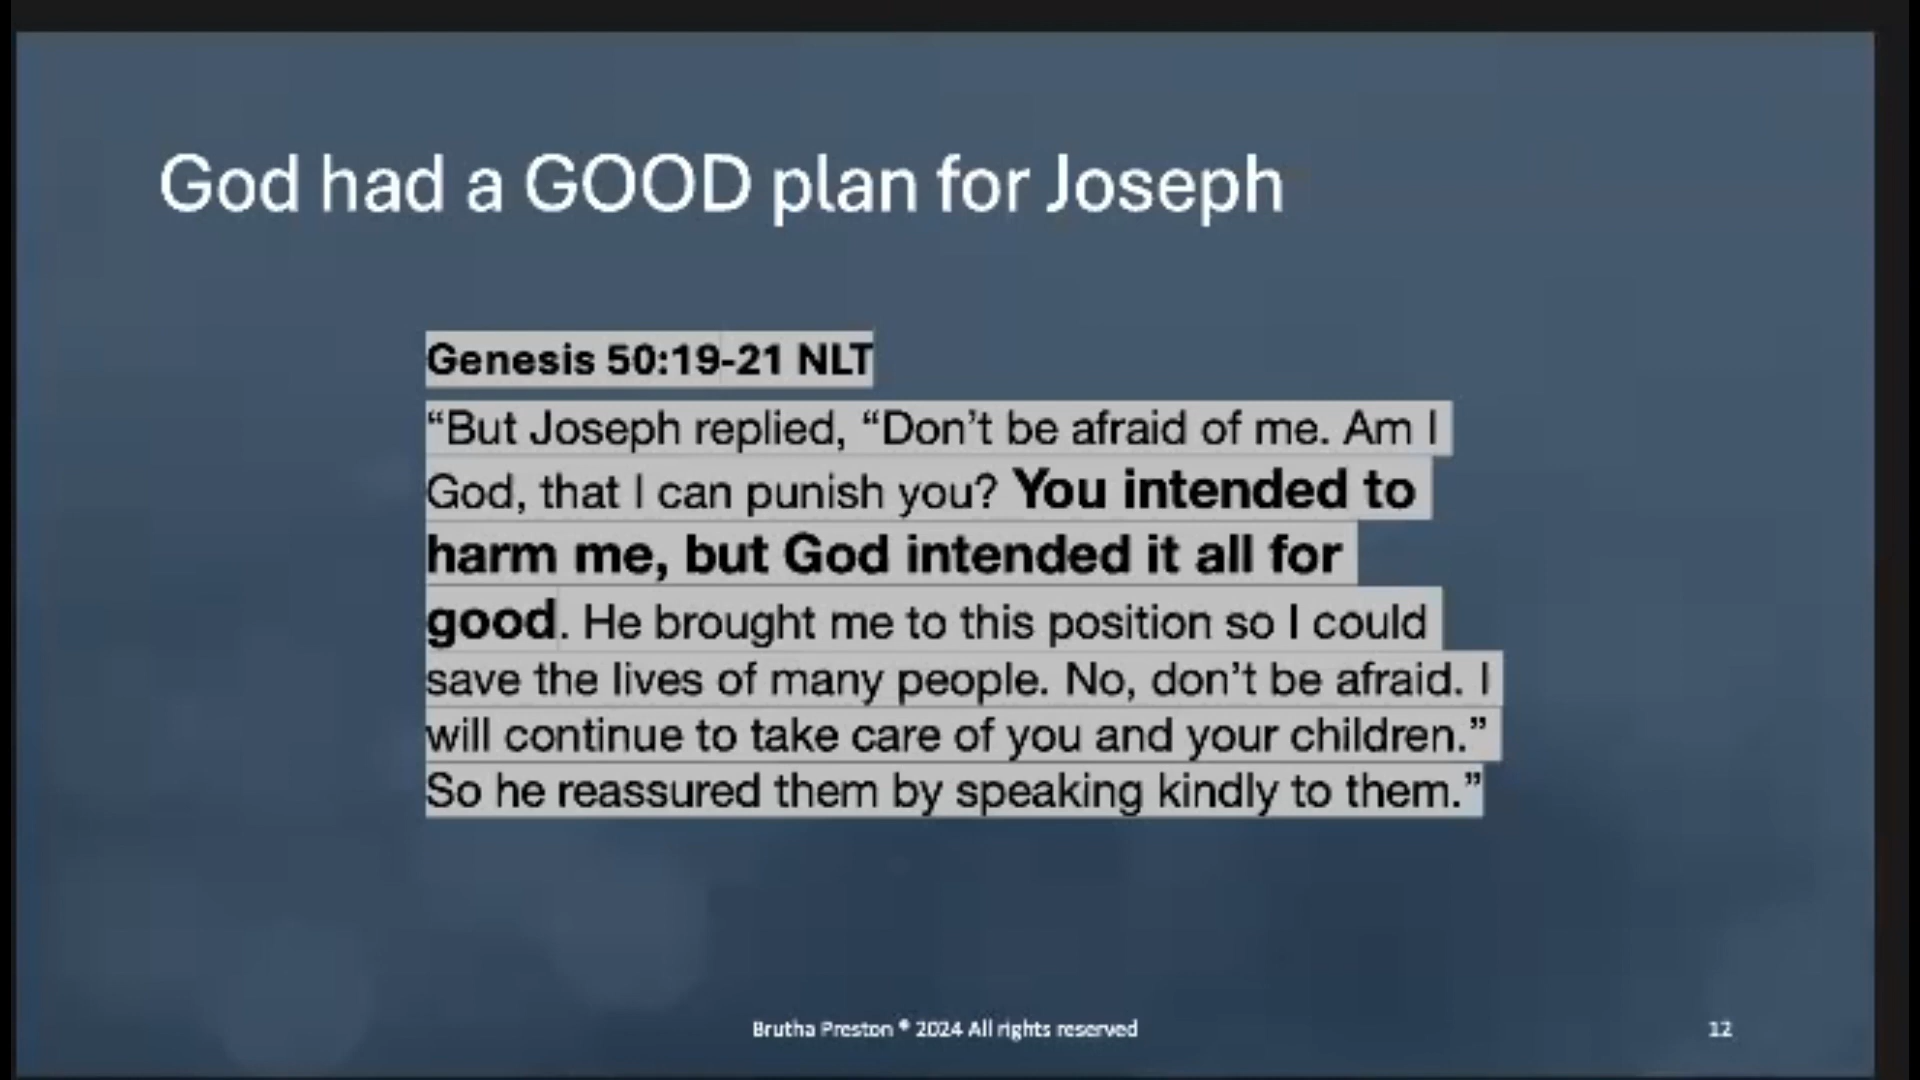 God had a GOOD plan for Joseph
Genesis 50:19-21 NLT
“But Joseph replied, “Don’t be afraid of me. Am I
God, that I can punish you? You intended to
harm me, but God intended it all for
good. He brought me to this position so I could
save the lives of many people. No, don’t be afraid. I
will continue to take care of you and your children.”
So he reassured them by speaking kindly to them.”
Brutha Preston ® 2024 All rights reserved
12